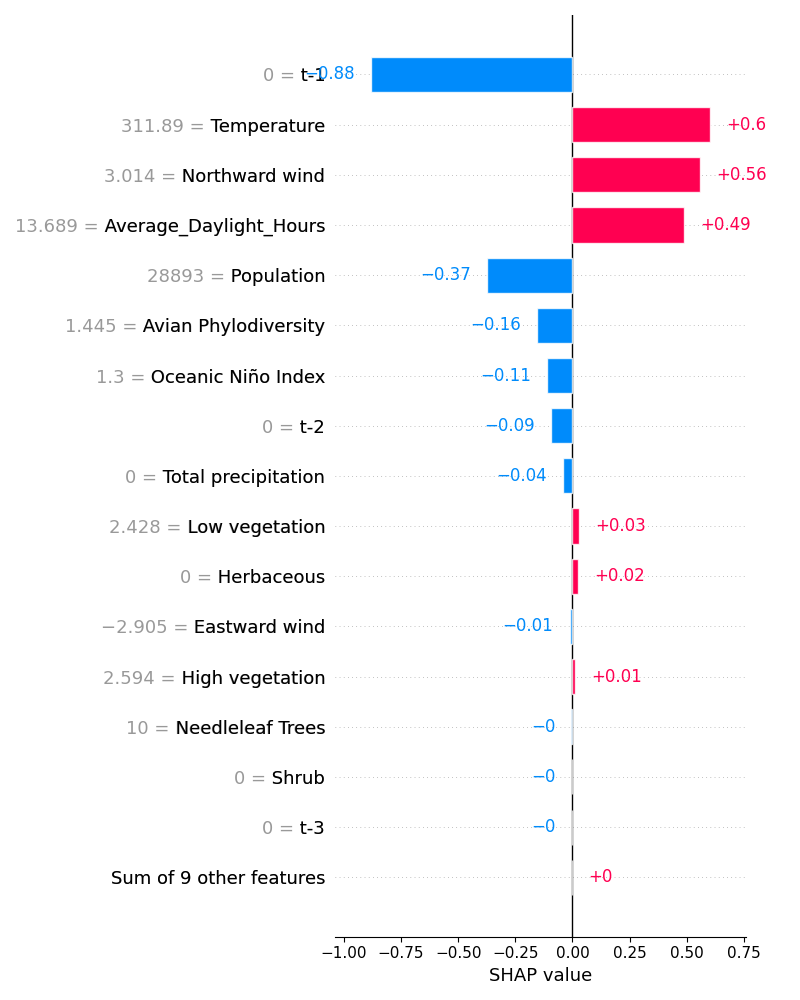 0 = t-1 −0.88
311.89 = Temperature +0.6
3.014 = Northward wind +0.56
13.689 = Average_Daylight_Hours +0.49
28893 = Population −0.37
1.445 = Avian Phylodiversity −0.16
1.3 = Oceanic Niño Index −0.11
0 = t-2 −0.09
0 = Total precipitation −0.04
2.428 = Low vegetation +0.03
0 = Herbaceous +0.02
−2.905 = Eastward wind −0.01
2.594 = High vegetation +0.01
10 = Needleleaf Trees −0
0 = Shrub −0
0 = t-3 −0
Sum of 9 other features +0
−1.00 −0.75 −0.50 −0.25 0.00 0.25 0.50 0.75
SHAP value